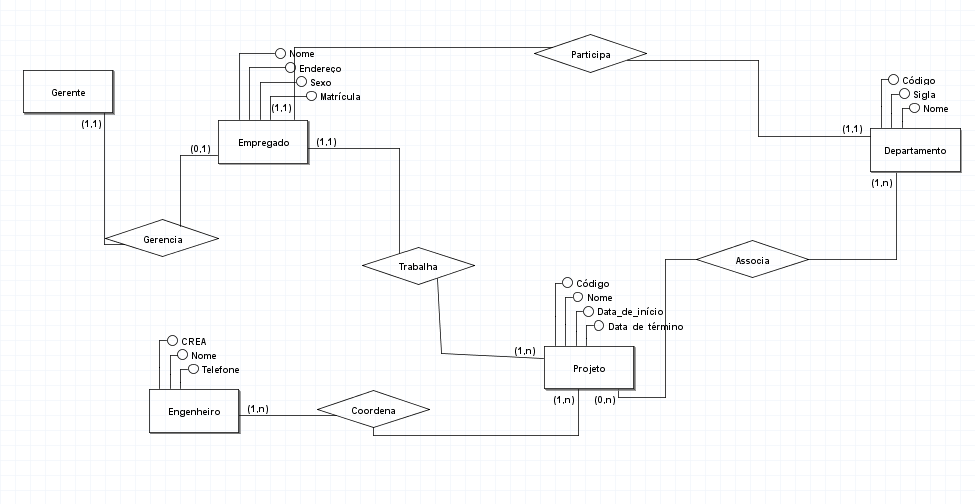 Nome
Participa
Endereço
Código
Gerente
Sexo
Sigla
Matrícula
(1,1)
Nome
(1,1)
(1,1)
Empregado
(1,1)
Departamento
(0,1)
(1,n)
Gerencia
Trabalha
Associa
Código
Nome
Data_de_início
Data de término
CREA
(1,n)
Nome
Projeto
Telefone
(1,n)
(0,n)
Engenheiro
(1,n)
Coordena